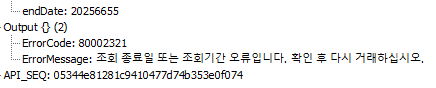 endDate: 20256655
Output {} (2)
ErrorCode: 80002321
ErrorMessage: 조회 종료일 또는 조회기간 오류입니다. 확인 후 다시 거래하십시오.
API_SEQ: 05344e81281c9410477d74b353e0f074